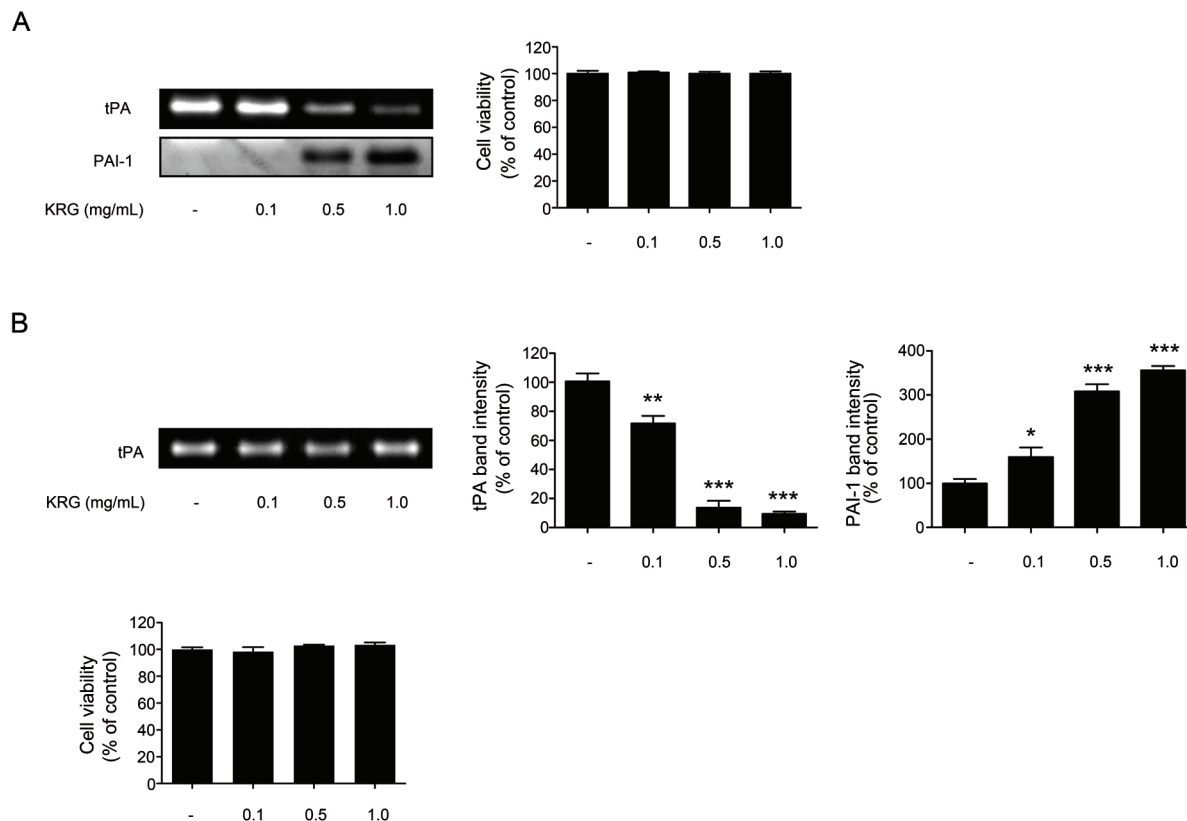 A
tPA
PAI-1
KRG (mg/mL) - 0.1 0.5 1.0
Cell viability
(% of control)
120
100
80
60
40
20
0
- 0.1 0.5 1.0
B
tPA
KRG (mg/mL) - 0.1 0.5 1.0
tPA band intensity
(% of control)
120
100
80
60
40
20
0
** *** ***
- 0.1 0.5 1.0
PAI-1 band intensity
(% of control)
400
300
200
100
0
* *** ***
- 0.1 0.5 1.0
Cell viability
(% of control)
120
100
80
60
40
20
0
- 0.1 0.5 1.0